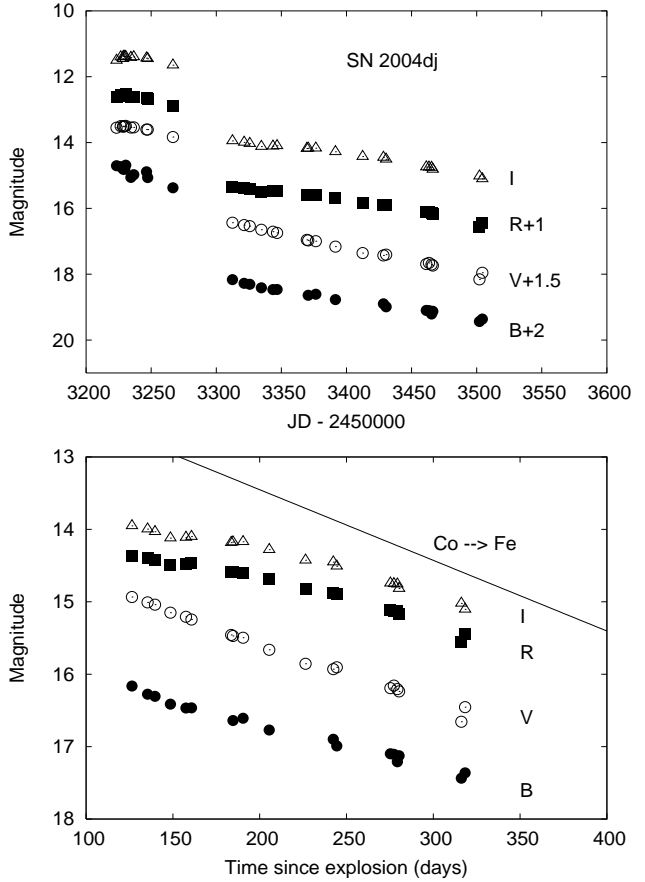 10
12
14
16
18
20
Magnitude
SN 2004dj
I
R+1
V+1.5
B+2
3200 3250 3300 3350 3400 3450 3500 3550 3600
JD - 2450000
13
14
15
16
17
18
Magnitude
Co --> Fe
I
R
V
B
100 150 200 250 300 350 400
Time since explosion (days)